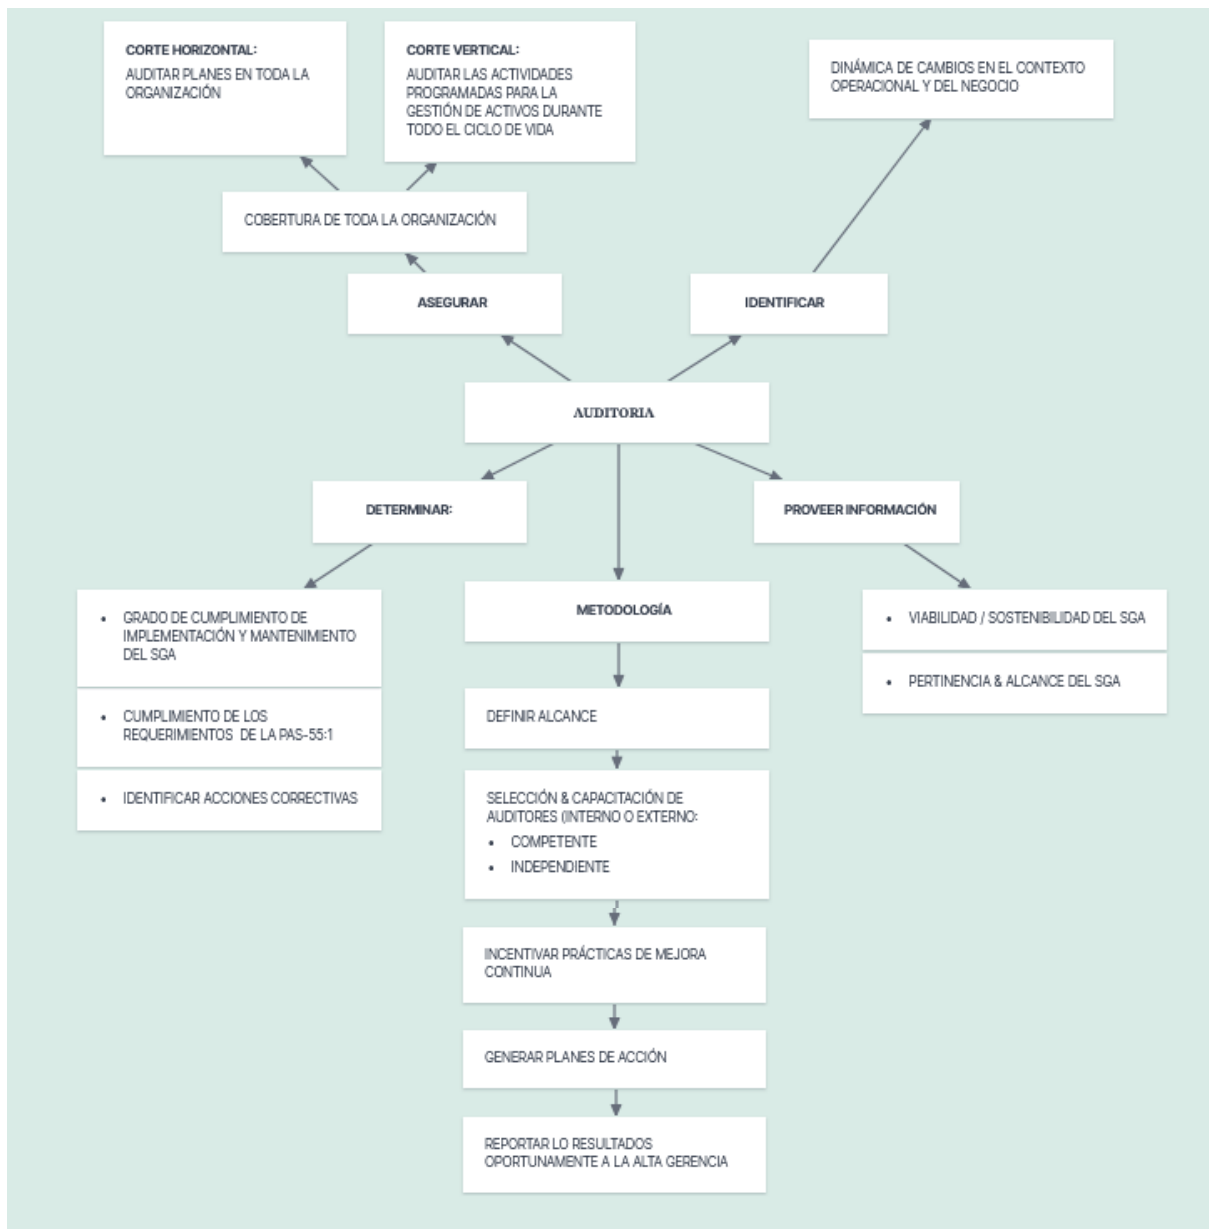 CORTE HORIZONTAL:
AUDITAR PLANES EN TODA LA
ORGANIZACIÓN
CORTE VERTICAL:
AUDITAR LAS ACTIVIDADES
PROGRAMADAS PARA LA
GESTIÓN DE ACTIVOS DURANTE
TODO EL CICLO DE VIDA
DINÁMICA DE CAMBIOS EN EL CONTEXTO
OPERACIONAL Y DEL NEGOCIO
COBERTURA DE TODA LA ORGANIZACIÓN
ASEGURAR
IDENTIFICAR
AUDITORIA
DETERMINAR:
PROVEER INFORMACIÓN
METODOLOGÍA
• GRADO DE CUMPLIMIENTO DE
IMPLEMENTACIÓN Y MANTENIMIENTO
DEL SGA
• CUMPLIMIENTO DE LOS
REQUERIMIENTOS DE LA PAS-55:1
• IDENTIFICAR ACCIONES CORRECTIVAS
• VIABILIDAD / SOSTENIBILIDAD DEL SGA
• PERTINENCIA & ALCANCE DEL SGA
DEFINIR ALCANCE
SELECCIÓN & CAPACITACIÓN DE
AUDITORES (INTERNO O EXTERNO:
• COMPETENTE
• INDEPENDIENTE
INCENTIVAR PRÁCTICAS DE MEJORA
CONTINUA
GENERAR PLANES DE ACCIÓN
REPORTAR LO RESULTADOS
OPORTUNAMENTE A LA ALTA GERENCIA